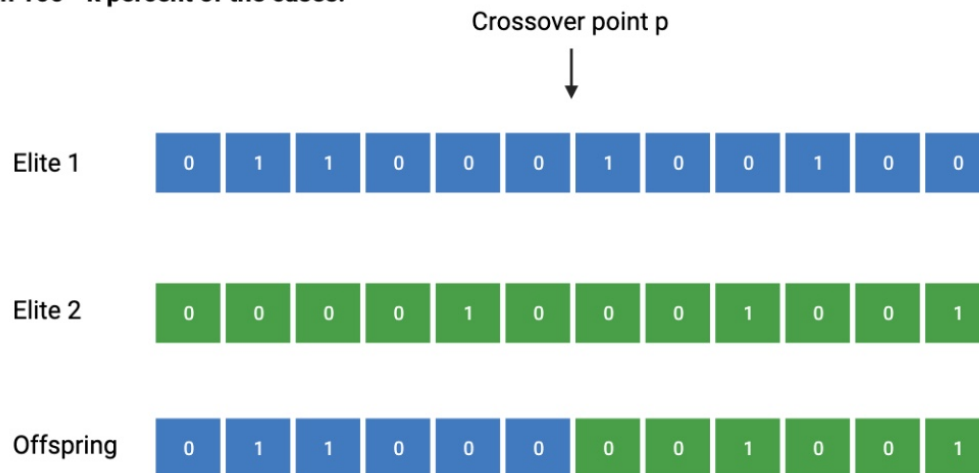 Crossover point p
Elite 1 0 1 1 0 0 0 1 0 0 1 0 0
Elite 2 0 0 0 0 1 0 0 0 1 0 0 1
Offspring 0 1 1 0 0 0 0 0 1 0 0 1